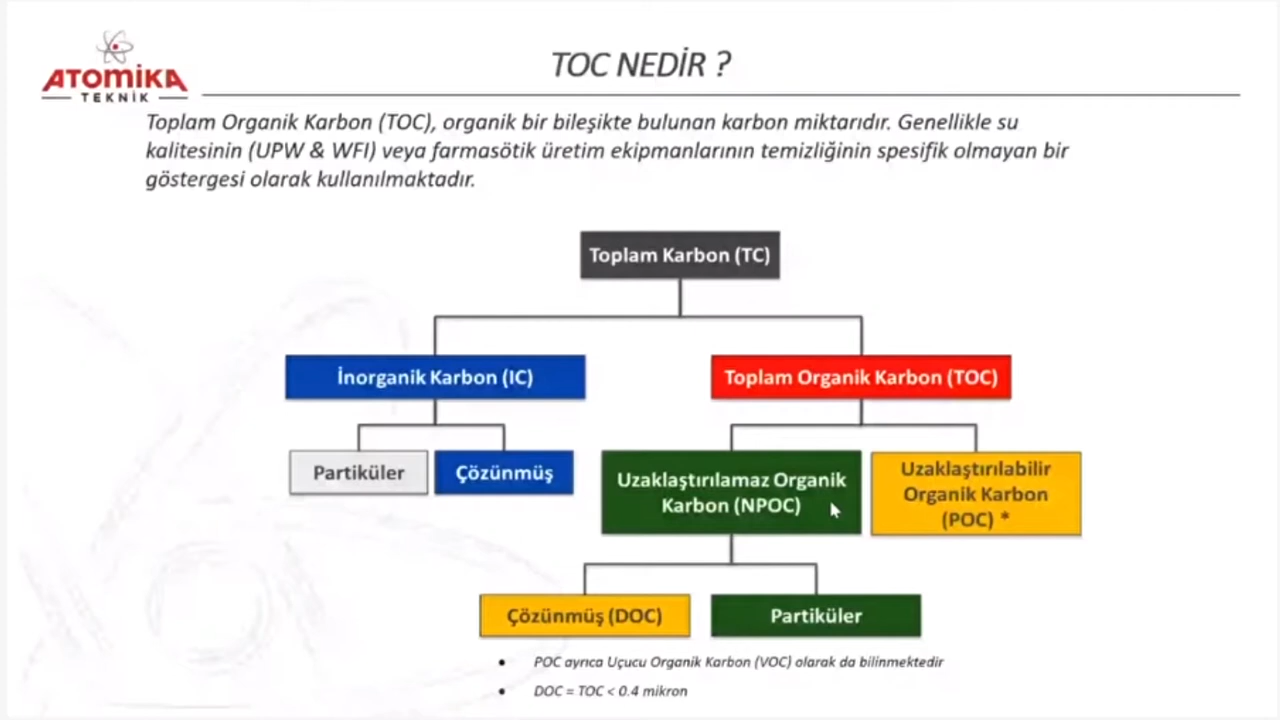 ATOMİKA
TEKNİK
TOC NEDİR ?
Toplam Organik Karbon (TOC), organik bir bileşikte bulunan karbon miktarıdır. Genellikle su
kalitesinin (UPW & WFI) veya farmasötik üretim ekipmanlarının temizliğinin spesifik olmayan bir
göstergesi olarak kullanılmaktadır.
Toplam Karbon (TC)
İnorganik Karbon (IC)
Toplam Organik Karbon (TOC)
Partiküler
Çözünmüş
Uzaklaştırılamaz Organik
Karbon (NPOC)
Uzaklaştırılabilir
Organik Karbon
(POC) *
Çözünmüş (DOC)
Partiküler
• POC ayrıca Uçucu Organik Karbon (VOC) olarak da bilinmektedir
• DOC = TOC < 0.4 mikron